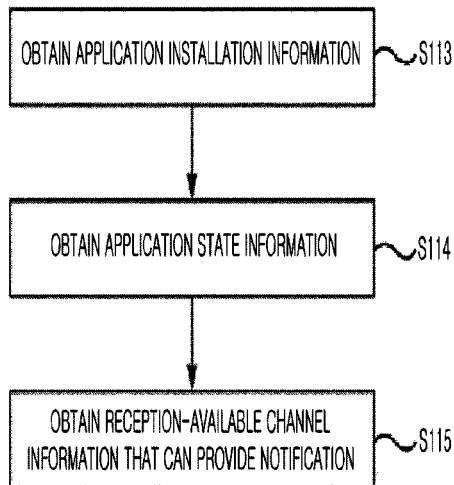 OBTAIN APPLICATION INSTALLATION INFORMATION
S113
OBTAIN APPLICATION STATE INFORMATION
S114
OBTAIN RECEPTION-AVAILABLE CHANNEL
INFORMATION THAT CAN PROVIDE NOTIFICATION
S115